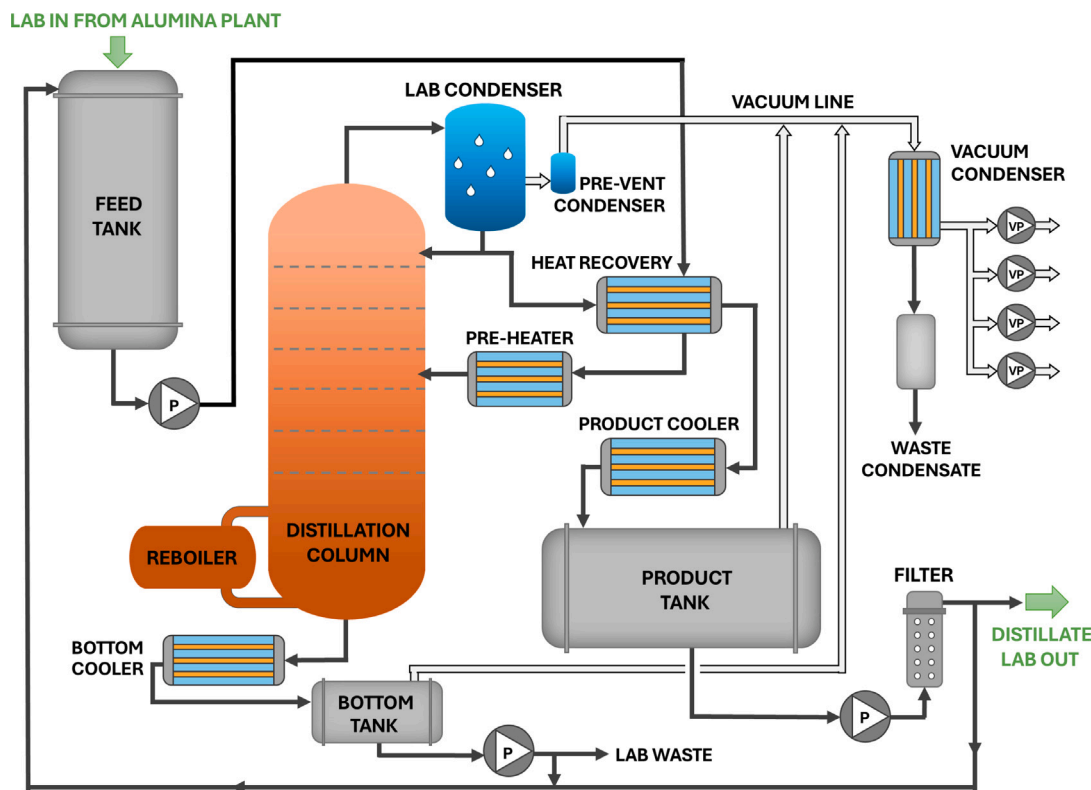 LAB IN FROM ALUMINA PLANT
LAB CONDENSER
VACUUM LINE
VACUUM
CONDENSER
PRE-VENT
CONDENSER
FEED
TANK
VP
HEAT RECOVERY
VP
VP
PRE-HEATER
VP
P
PRODUCT COOLER
WASTE
CONDENSATE
DISTILLATION
COLUMN
REBOILER
PRODUCT
TANK
FILTER
DISTILLATE
LAB OUT
BOTTOM
COOLER
BOTTOM
TANK
P
P
LAB WASTE